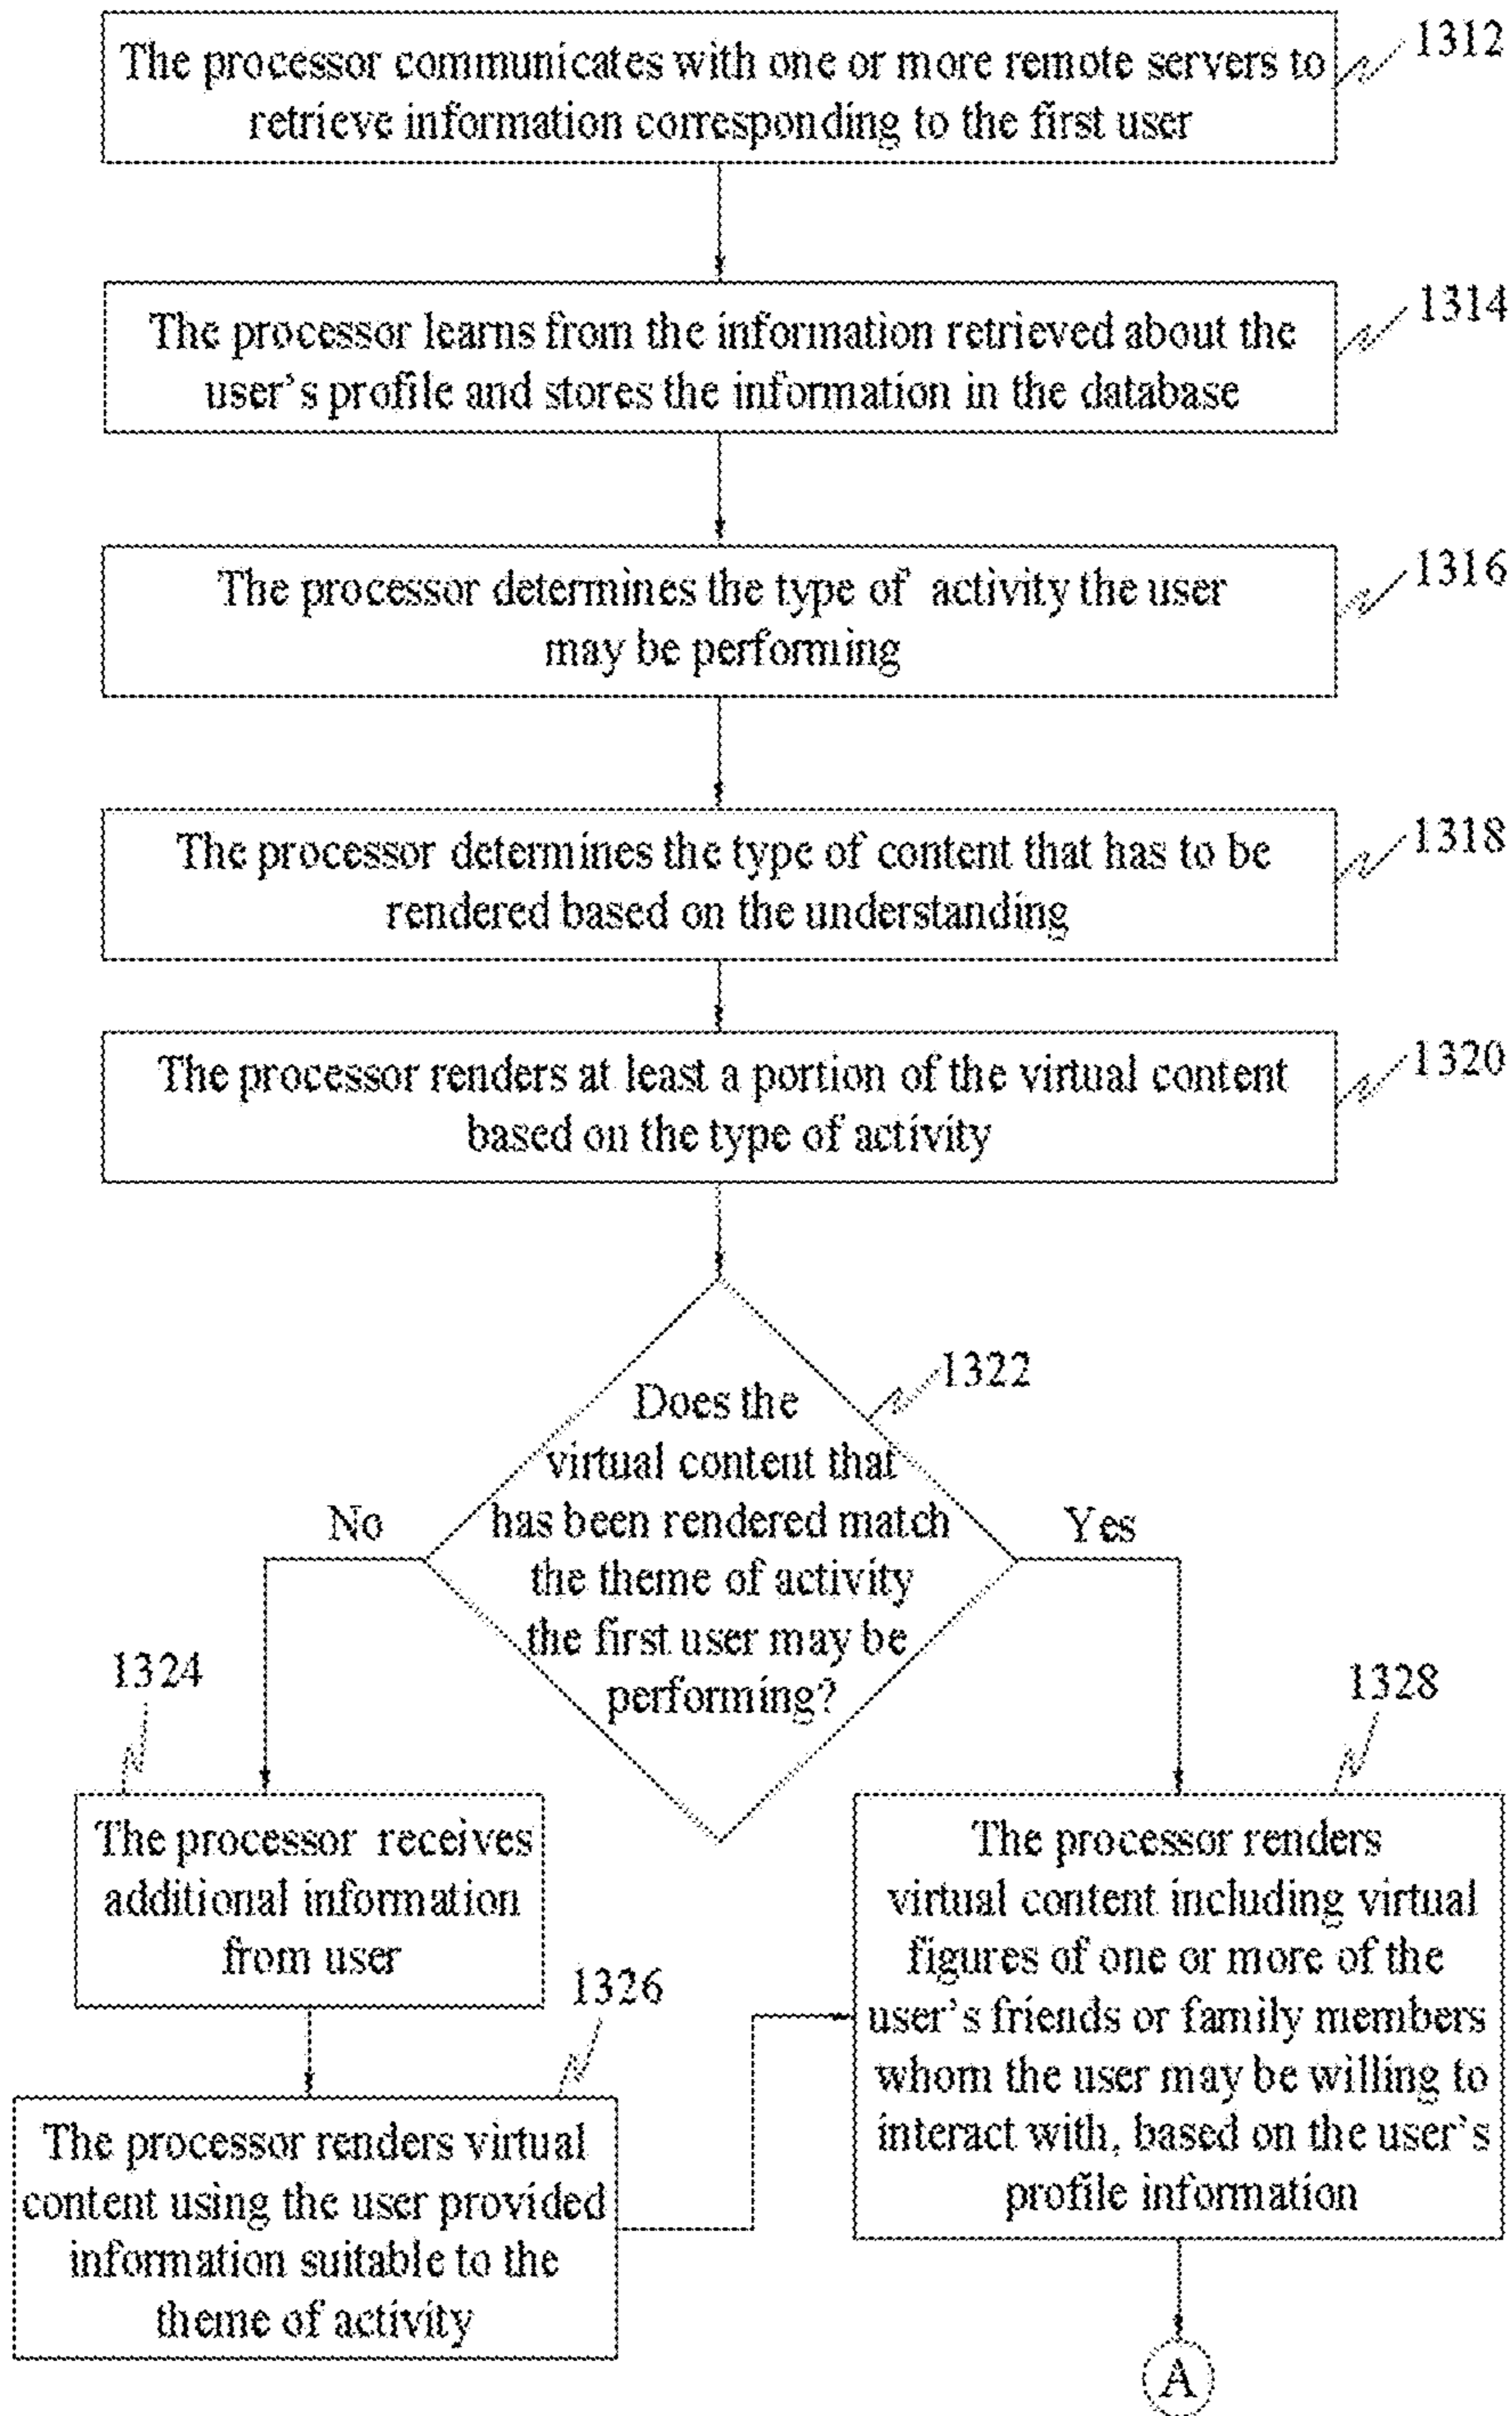 The processor communicates with one or more remote servers to
retrieve information corresponding to the first user
1312
The processor learns from the information retrieved about the
user's profile and stores the information in the database
1314
The processor determines the type of activity the user
may be performing
1316
The processor determines the type of content that has to be
rendered based on the understanding
1318
The processor renders at least a portion of the virtual content
based on the type of activity
1320
Does the
virtual content that
has been rendered match
the theme of activity
the first user may be
performing?
1322
No
Yes
1324
The processor receives
additional information
from user
1326
The processor renders virtual
content using the user provided
information suitable to the
theme of activity
1328
The processor renders
virtual content including virtual
figures of one or more of the
user's friends or family members
whom the user may be willing to
interact with, based on the user's
profile information
A